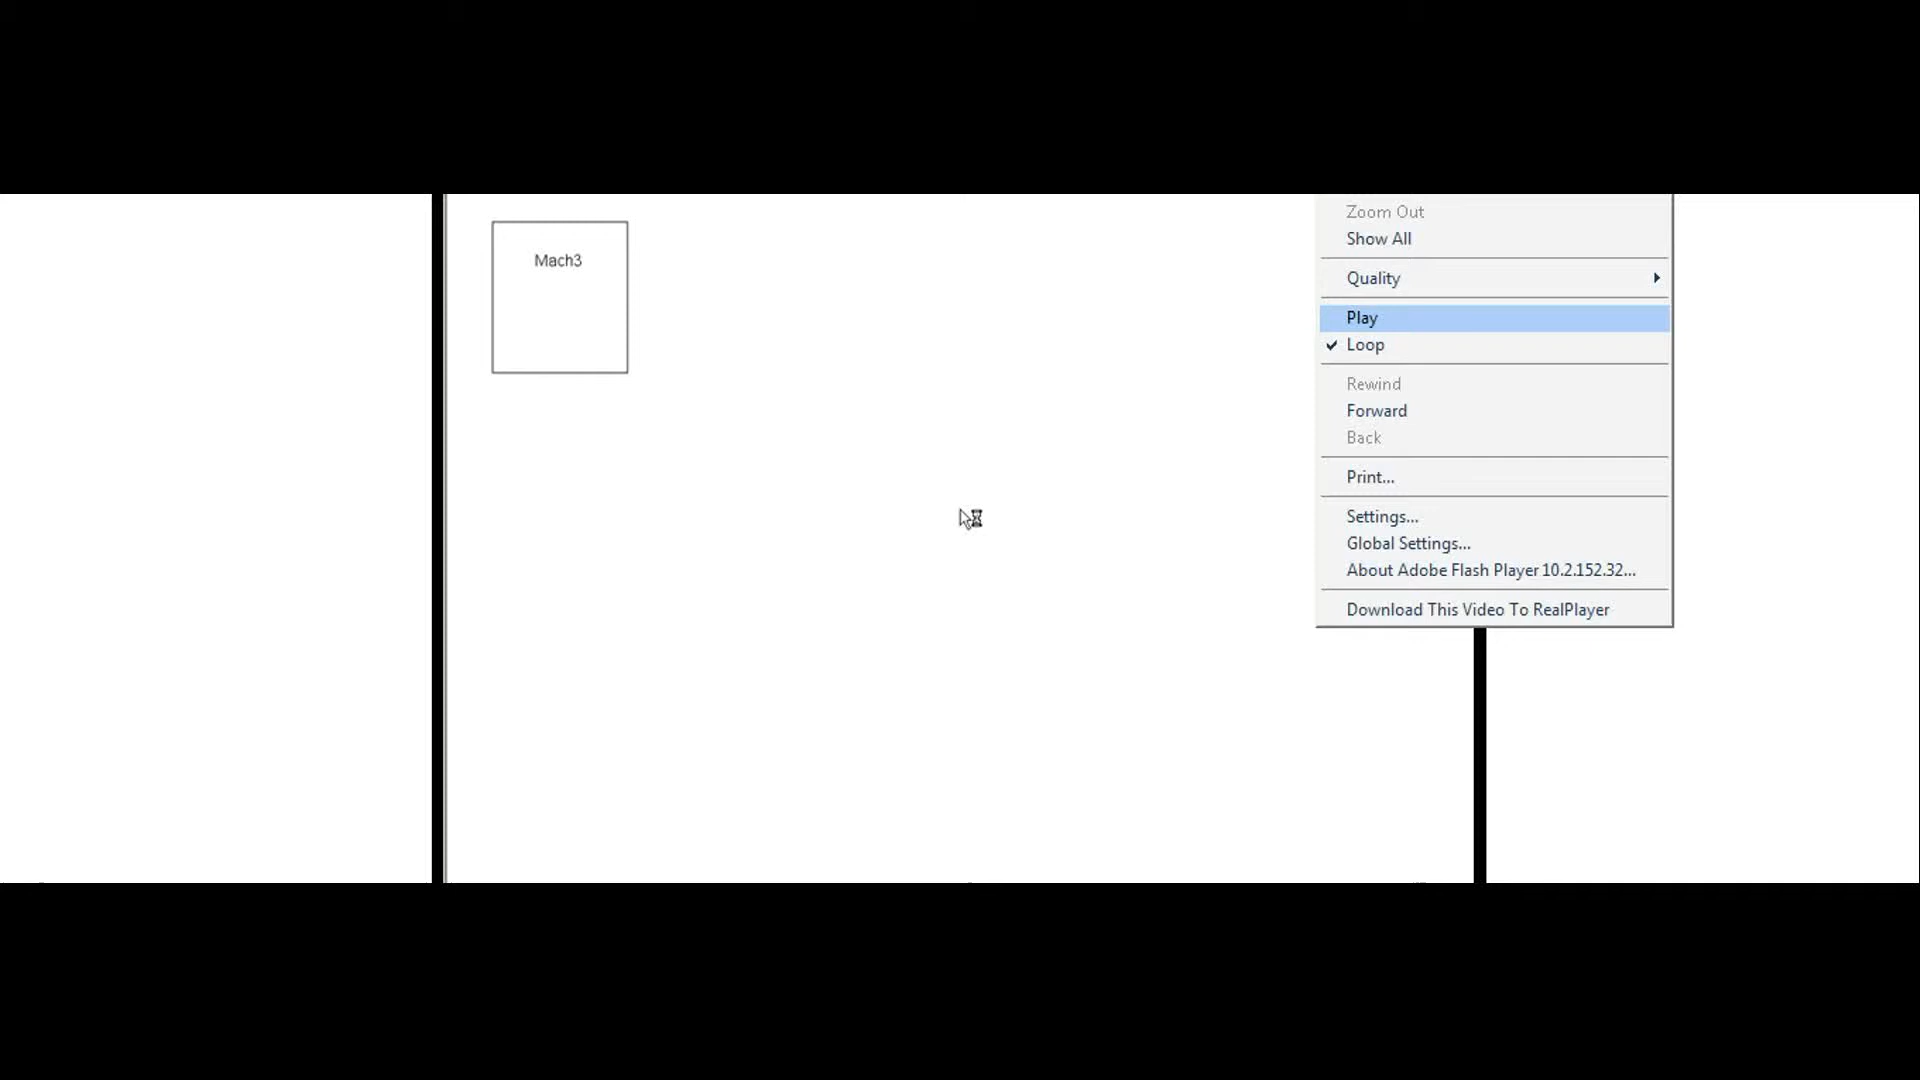 Mach3
Zoom Out
Show All
Quality
Play
Loop
Rewind
Forward
Back
Print...
Settings...
Global Settings...
About Adobe Flash Player 10.2.152.32...
Download This Video To RealPlayer